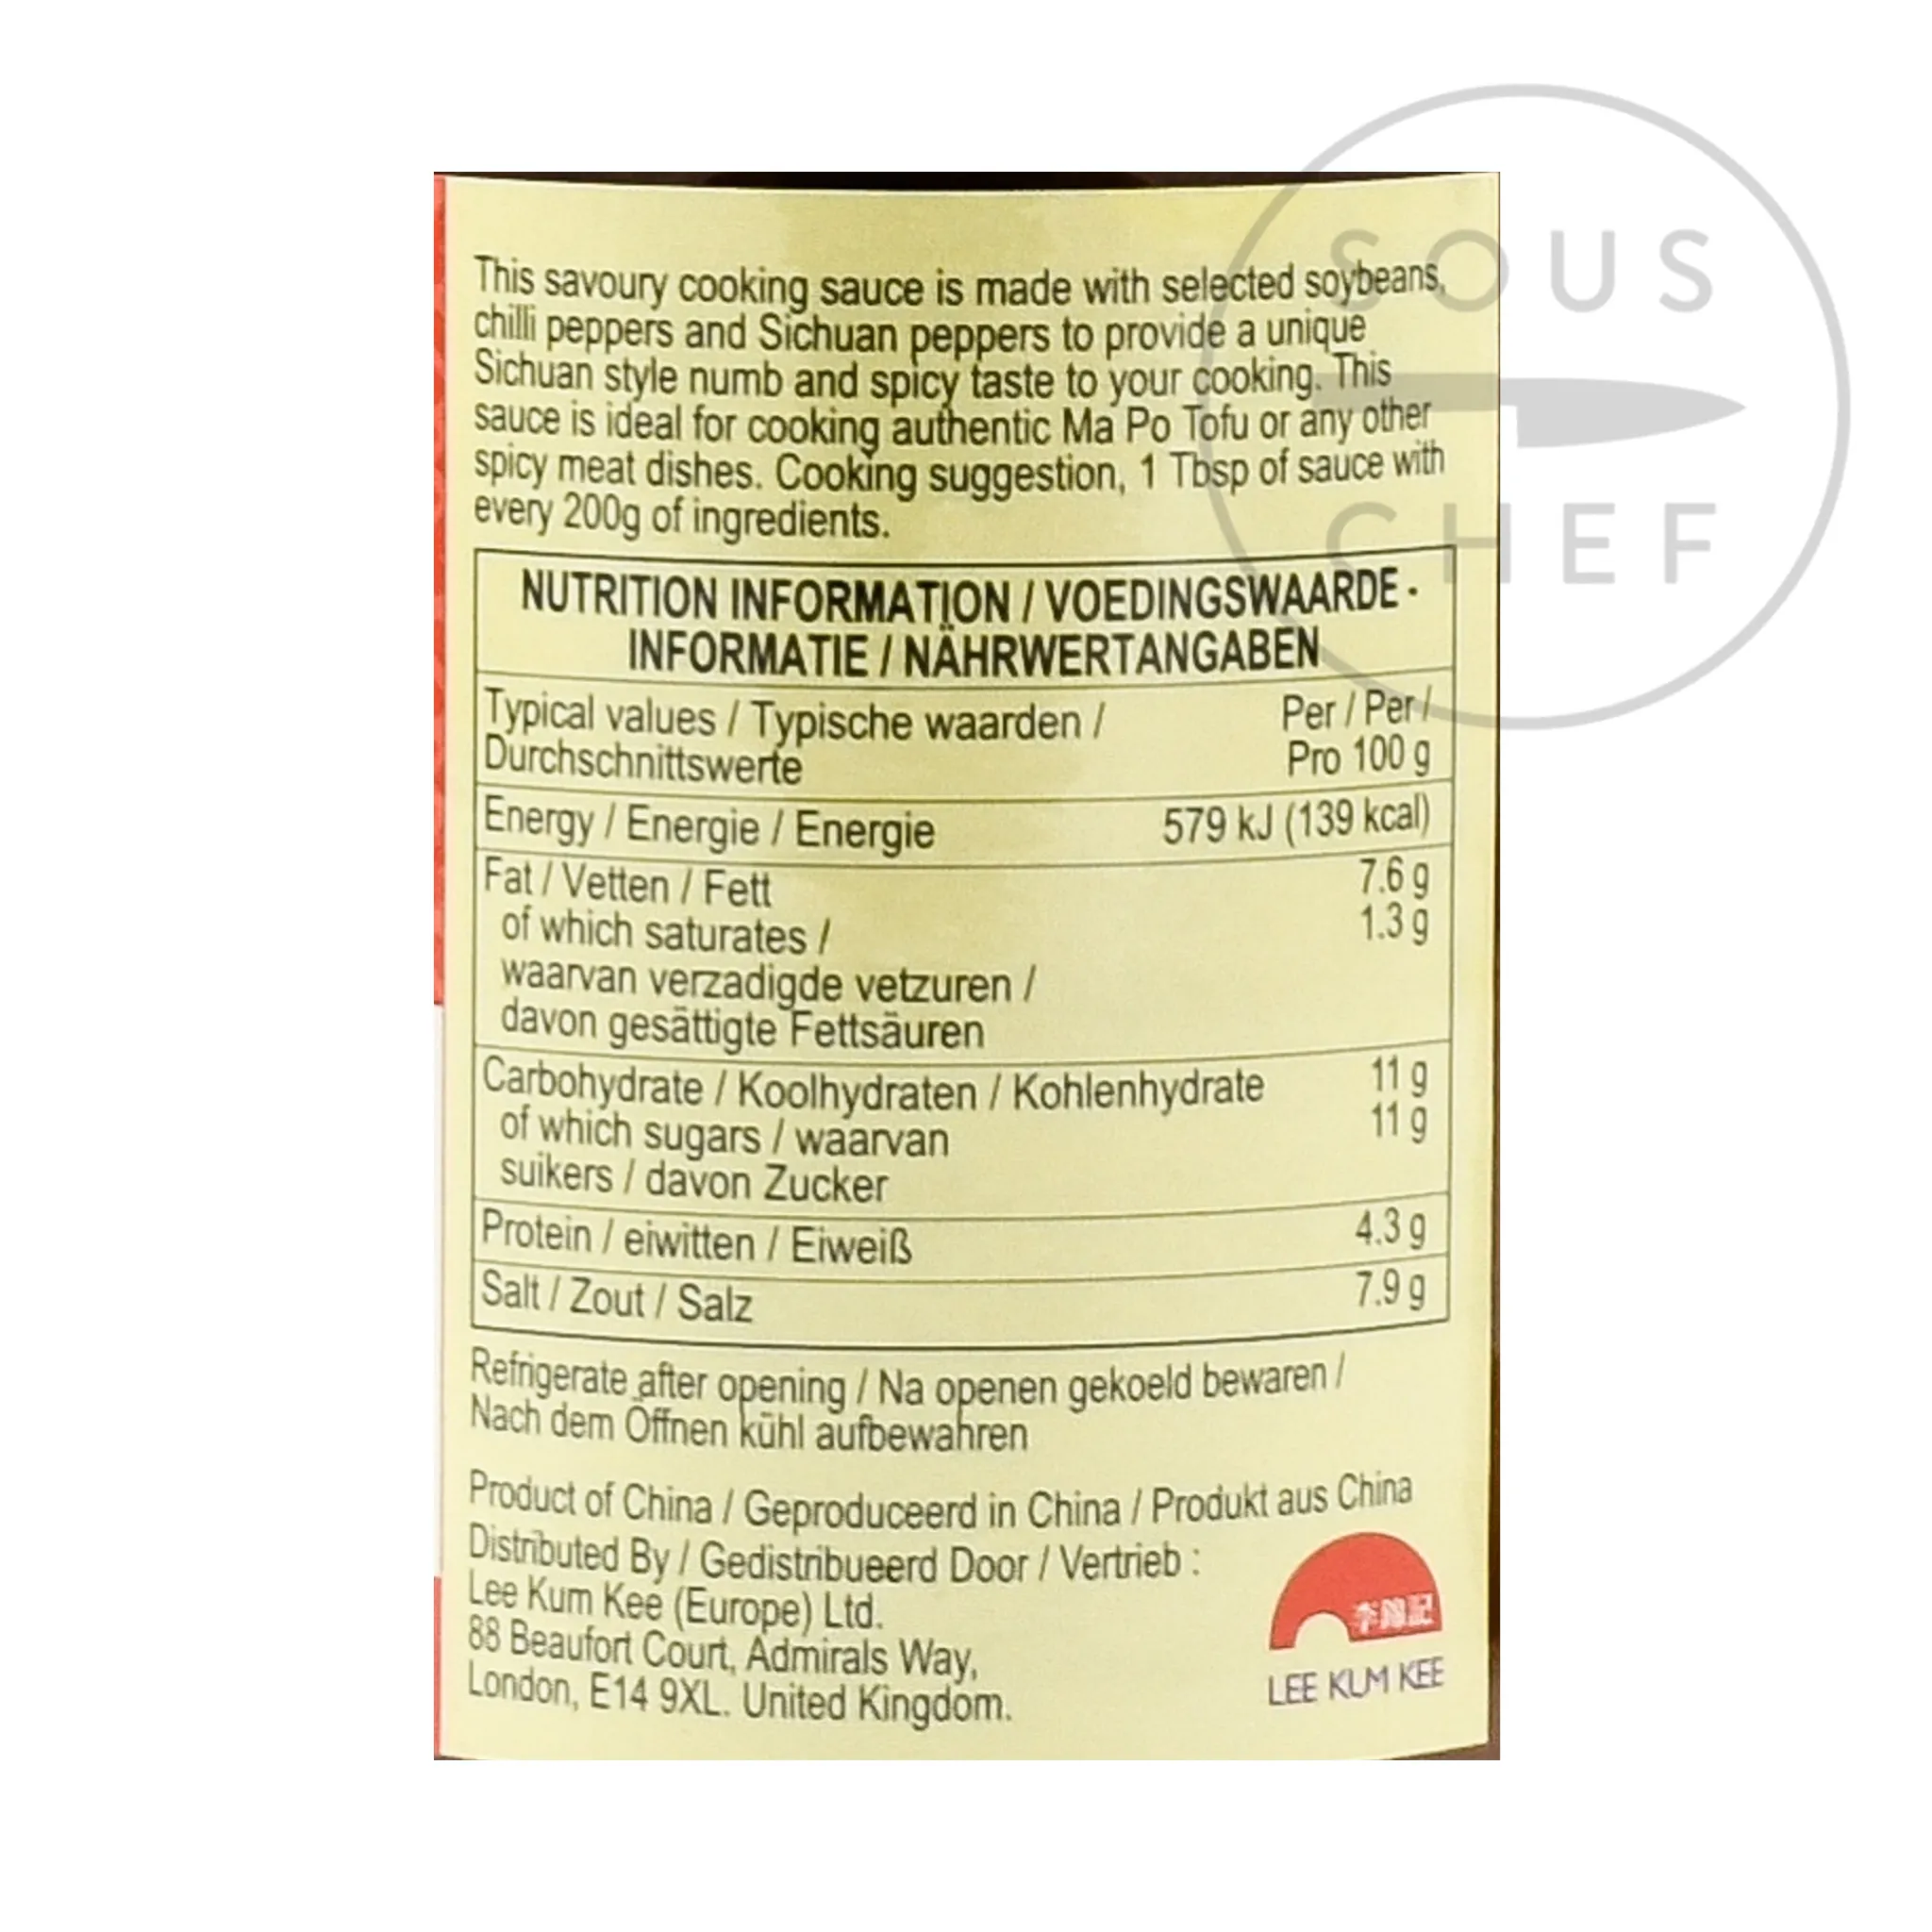 SOUS
CHEF
This savoury cooking sauce is made with selected soybeans,
chilli peppers and Sichuan peppers to provide a unique
Sichuan style numb and spicy taste to your cooking. This
sauce is ideal for cooking authentic Ma Po Tofu or any other
spicy meat dishes. Cooking suggestion, 1 Tbsp of sauce with
every 200g of ingredients.
NUTRITION INFORMATION / VOEDINGSWAARDE -
INFORMATIE / NÄHRWERTANGABEN
Typical values / Typische waarden / Per / Per /
Durchschnittswerte Pro 100 g
Energy / Energie / Energie 579 kJ (139 kcal)
Fat / Vetten / Fett 7.6 g
of which saturates / 1.3 g
waarvan verzadigde vetzuren /
davon gesättigte Fettsäuren
Carbohydrate / Koolhydraten / Kohlenhydrate 11 g
of which sugars / waarvan 11 g
suikers / davon Zucker
Protein / eiwitten / Eiweiß 4.3 g
Salt / Zout / Salz 7.9 g
Refrigerate after opening / Na openen gekoeld bewaren /
Nach dem Öffnen kühl aufbewahren
Product of China / Geproduceerd in China / Produkt aus China
Distributed By / Gedistribueerd Door / Vertrieb :
Lee Kum Kee (Europe) Ltd.
88 Beaufort Court, Admirals Way,
London, E14 9XL. United Kingdom.
李錦記
LEE KUM KEE